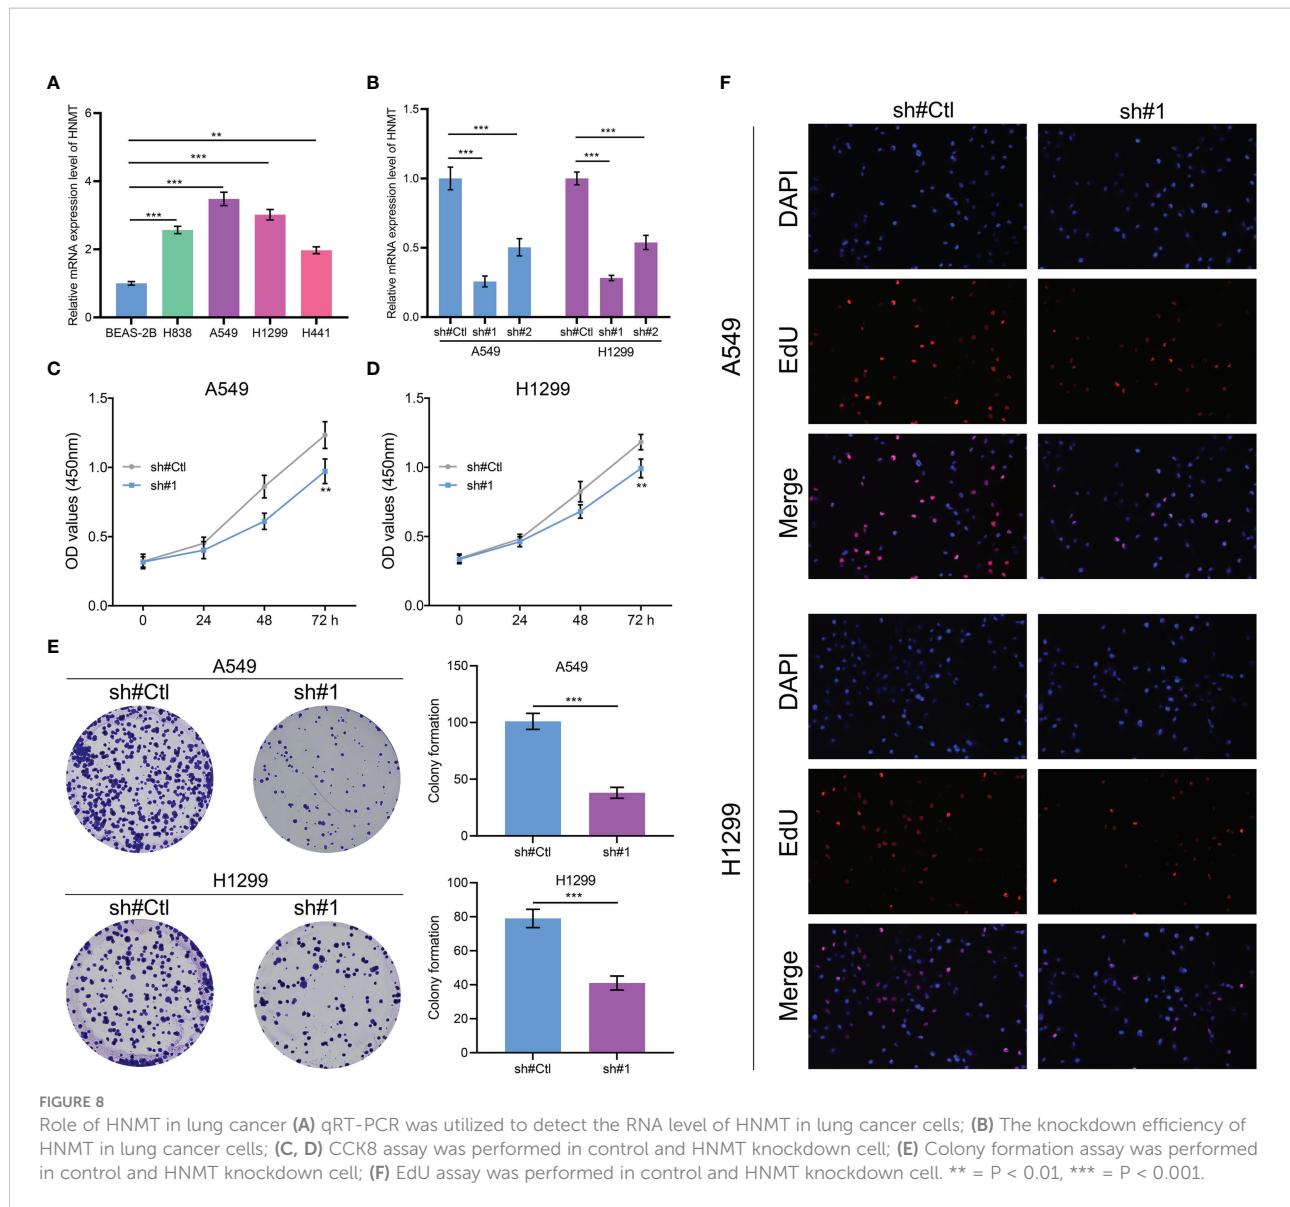 A
Relative mRNA expression level of HNMT
6
4
2
0
**
***
***
***
BEAS-2B H838 A549 H1299 H441
B
Relative mRNA expression level of HNMT
1.5
1.0
0.5
0.0
*** ***
*** ***
sh#Ctl sh#1 sh#2 sh#Ctl sh#1 sh#2
A549 H1299
C
A549
OD values (450nm)
1.5
1.0
0.5
0.0
sh#Ctl
sh#1
**
0 24 48 72 h
D
H1299
OD values (450nm)
1.5
1.0
0.5
0.0
sh#Ctl
sh#1
**
0 24 48 72 h
E
A549
sh#Ctl sh#1
A549
Colony formation
150
100
50
0
***
sh#Ctl sh#1
H1299
sh#Ctl sh#1
H1299
Colony formation
80
60
40
20
0
***
sh#Ctl sh#1
F
sh#Ctl sh#1
A549
DAPI
EdU
Merge
H1299
DAPI
EdU
Merge
FIGURE 8
Role of HNMT in lung cancer (A) qRT-PCR was utilized to detect the RNA level of HNMT in lung cancer cells; (B) The knockdown efficiency of
HNMT in lung cancer cells; (C, D) CCK8 assay was performed in control and HNMT knockdown cell; (E) Colony formation assay was performed
in control and HNMT knockdown cell; (F) EdU assay was performed in control and HNMT knockdown cell. ** = P < 0.01, *** = P < 0.001.